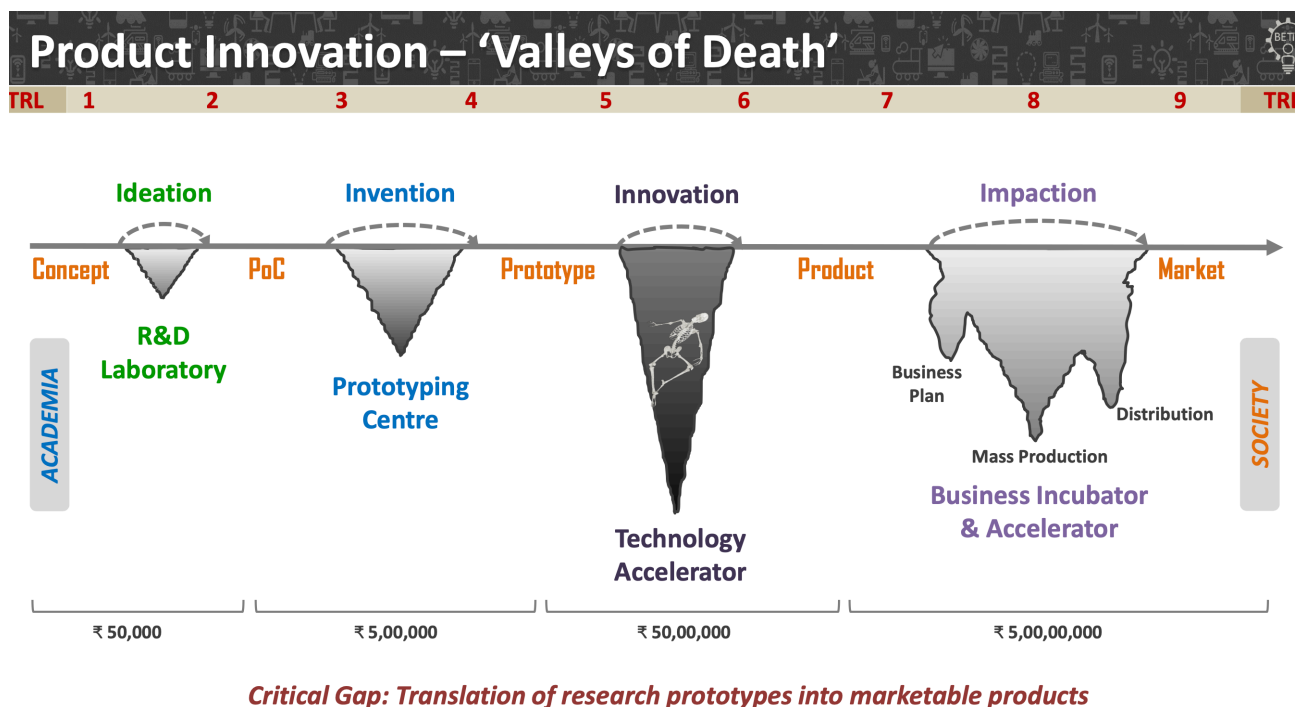 Product Innovation – ‘Valleys of Death’
BETI
TRL 1 2 3 4 5 6 7 8 9 TRL
Ideation Invention Innovation Impaction
Concept PoC Prototype Product Market
R&D
Laboratory
Prototyping
Centre
Business
Plan
Distribution
Mass Production
ACADEMIA
SOCIETY
Business Incubator
& Accelerator
Technology
Accelerator
₹ 50,000 ₹ 5,00,000 ₹ 50,00,000 ₹ 5,00,00,000
Critical Gap: Translation of research prototypes into marketable products